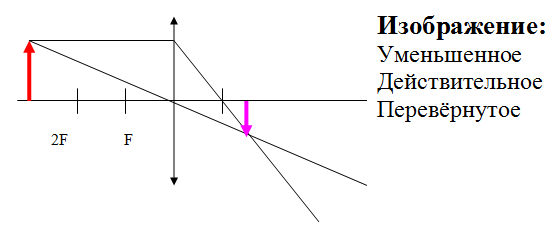 Изображение:
Уменьшенное
Действительное
Перевёрнутое
2F F